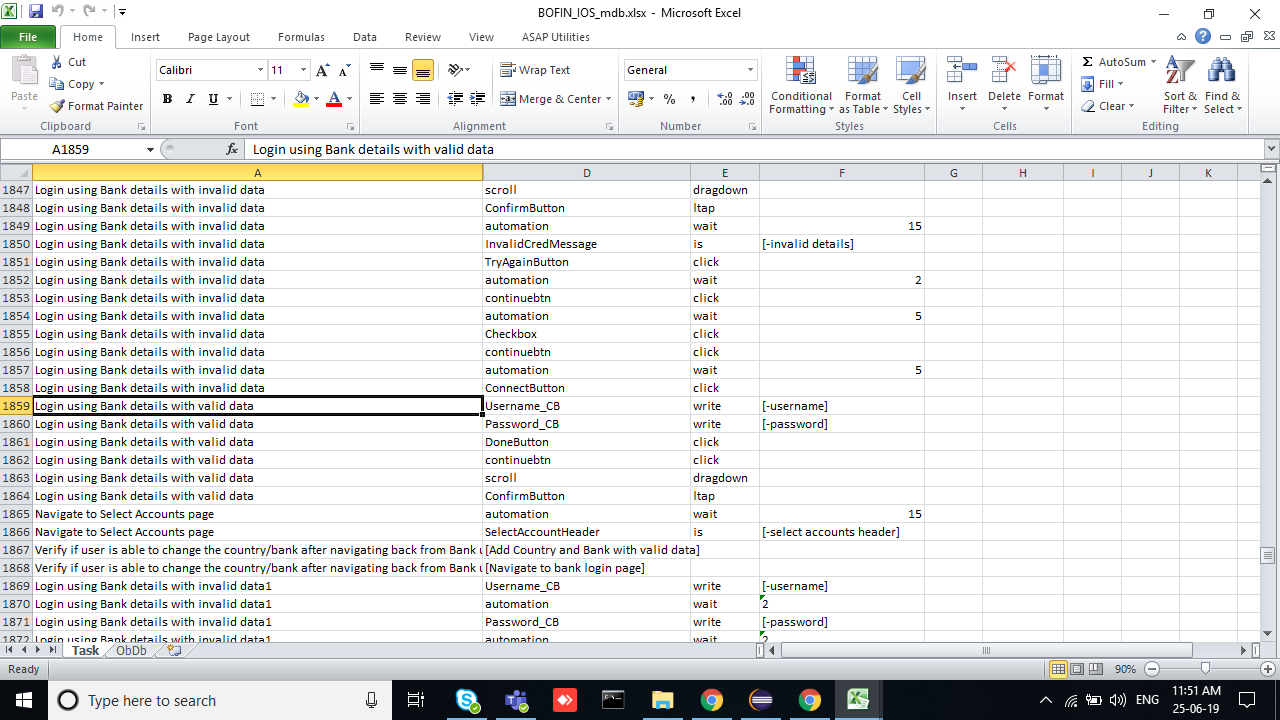 BOFIN_IOS_mdb.xlsx - Microsoft Excel
File Home Insert Page Layout Formulas Data Review View ASAP Utilities
Paste Cut Copy Format Painter Clipboard
Calibri 11 B I U A Font
Wrap Text Merge & Center Alignment
General % , Number
Conditional Formatting Format as Table Cell Styles Styles
Insert Delete Format Cells
AutoSum Fill Clear Sort & Filter Find & Select Editing
A1859 fx Login using Bank details with valid data
A D E F G H I J K
1847 Login using Bank details with invalid data scroll dragdown
1848 Login using Bank details with invalid data ConfirmButton ltap
1849 Login using Bank details with invalid data automation wait 15
1850 Login using Bank details with invalid data InvalidCredMessage is [-invalid details]
1851 Login using Bank details with invalid data TryAgainButton click
1852 Login using Bank details with invalid data automation wait 2
1853 Login using Bank details with invalid data continuebtn click
1854 Login using Bank details with invalid data automation wait 5
1855 Login using Bank details with invalid data Checkbox click
1856 Login using Bank details with invalid data continuebtn click
1857 Login using Bank details with invalid data automation wait 5
1858 Login using Bank details with invalid data ConnectButton click
1859 Login using Bank details with valid data Username_CB write [-username]
1860 Login using Bank details with valid data Password_CB write [-password]
1861 Login using Bank details with valid data DoneButton click
1862 Login using Bank details with valid data continuebtn click
1863 Login using Bank details with valid data scroll dragdown
1864 Login using Bank details with valid data ConfirmButton ltap
1865 Navigate to Select Accounts page automation wait 15
1866 Navigate to Select Accounts page SelectAccountHeader is [-select accounts header]
1867 Verify if user is able to change the country/bank after navigating back from Bank [Add Country and Bank with valid data]
1868 Verify if user is able to change the country/bank after navigating back from Bank [Navigate to bank login page]
1869 Login using Bank details with invalid data1 Username_CB write [-username]
1870 Login using Bank details with invalid data1 automation wait 2
1871 Login using Bank details with invalid data1 Password_CB write [-password]
1872 Login using Bank details with invalid data1 automation wait 2
Task ObDb
Ready 90%
Type here to search ENG 11:51 AM
25-06-19